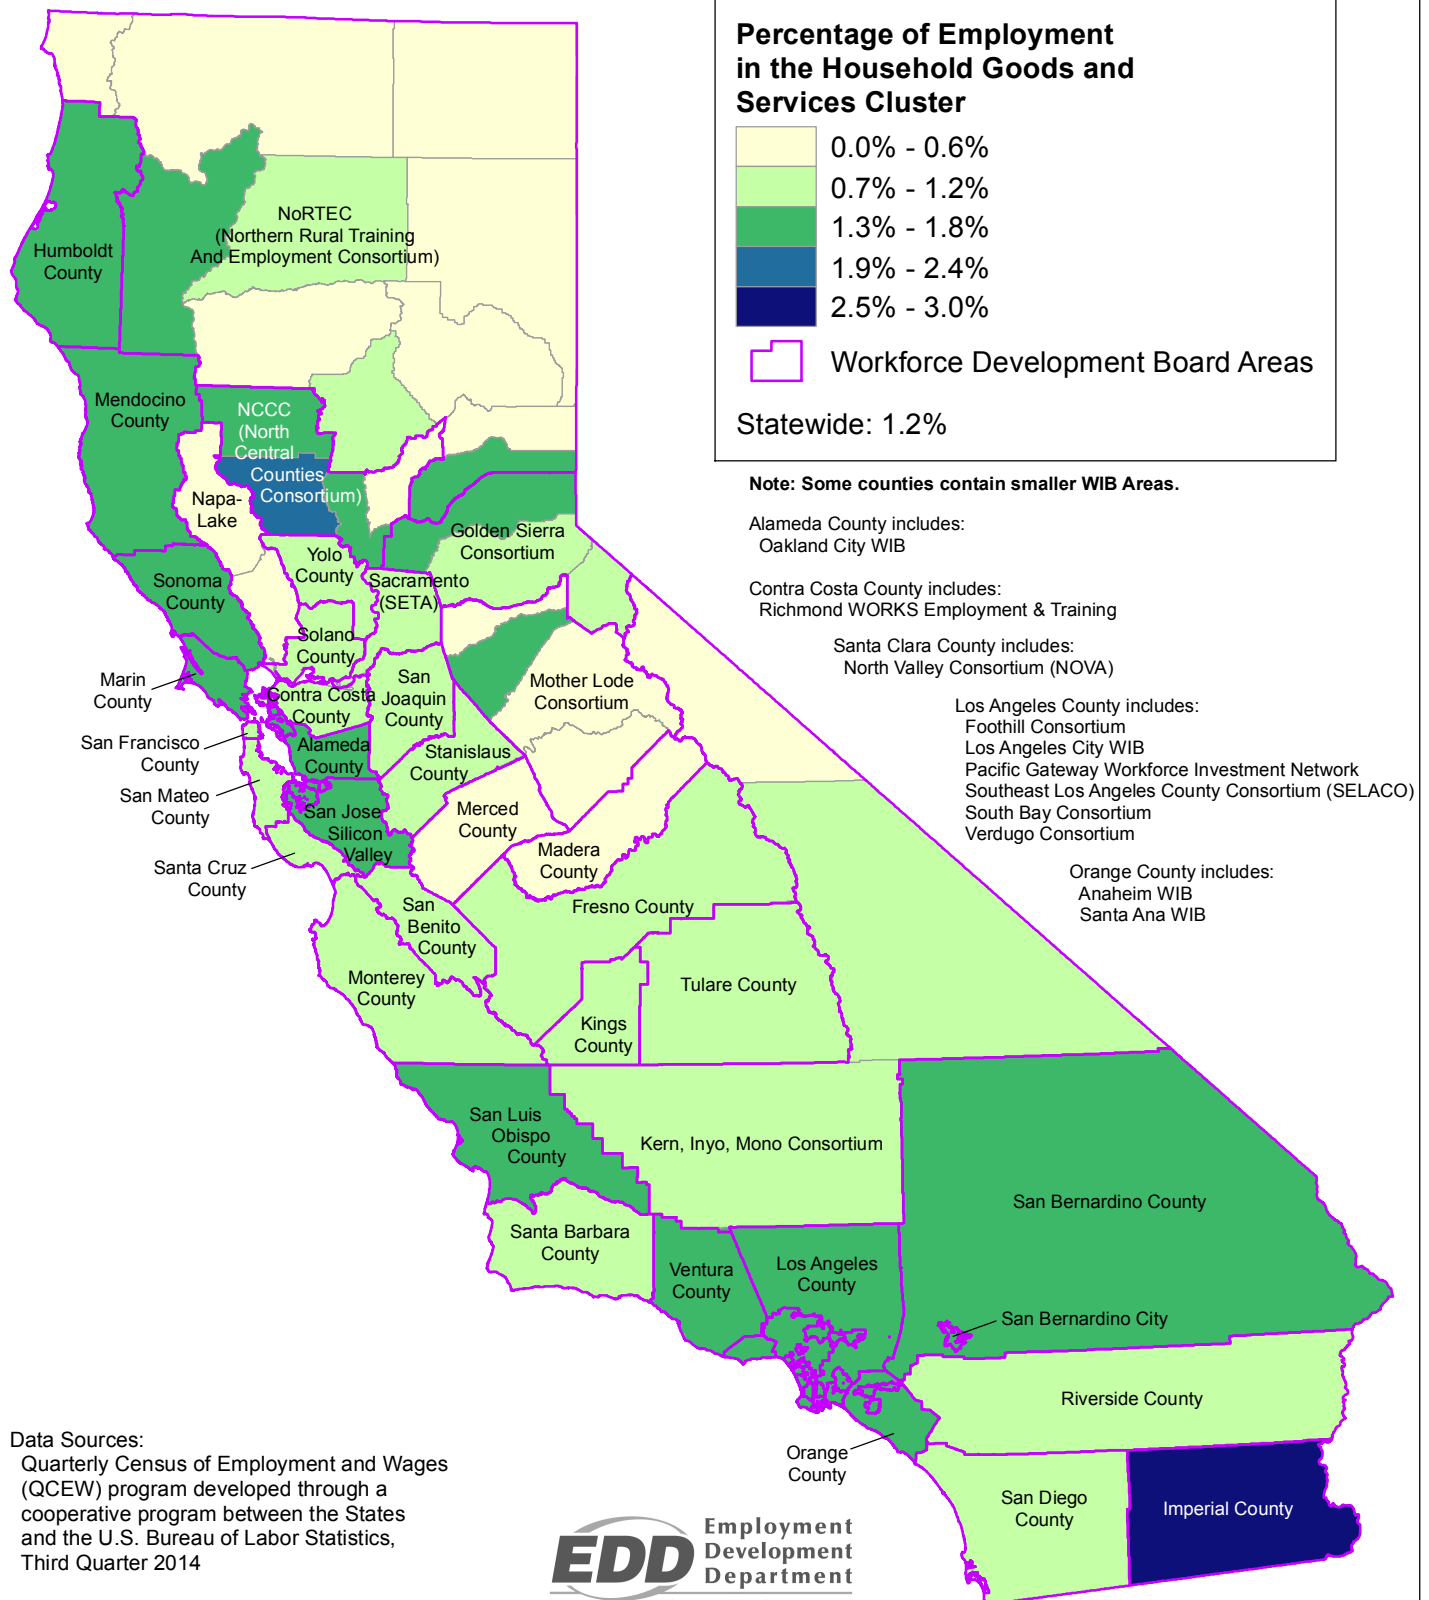 Percentage of Employment
in the Household Goods and
Services Cluster
0.0% - 0.6%
0.7% - 1.2%
1.3% - 1.8%
1.9% - 2.4%
2.5% - 3.0%
Workforce Development Board Areas
Statewide: 1.2%
Note: Some counties contain smaller WIB Areas.
Alameda County includes:
Oakland City WIB
Contra Costa County includes:
Richmond WORKS Employment & Training
Santa Clara County includes:
North Valley Consortium (NOVA)
Los Angeles County includes:
Foothill Consortium
Los Angeles City WIB
Pacific Gateway Workforce Investment Network
Southeast Los Angeles County Consortium (SELACO)
South Bay Consortium
Verdugo Consortium
Orange County includes:
Anaheim WIB
Santa Ana WIB
NoRTEC
(Northern Rural Training
And Employment Consortium)
Humboldt
County
Mendocino
County
NCCC
(North
Central
Counties
Consortium)
Napa-
Lake
Golden Sierra
Consortium
Yolo
County
Sonoma
County
Sacramento
(SETA)
Solano
County
Marin
County
Contra Costa
County
San
Joaquin
County
Mother Lode
Consortium
San Francisco
County
Alameda
County
Stanislaus
County
San Mateo
County
San Jose
Silicon
Valley
Merced
County
Madera
County
Santa Cruz
County
San
Benito
County
Fresno County
Monterey
County
Tulare County
Kings
County
San Luis
Obispo
County
Kern, Inyo, Mono Consortium
San Bernardino County
Santa Barbara
County
Ventura
County
Los Angeles
County
San Bernardino City
Riverside County
Orange
County
San Diego
County
Imperial County
Data Sources:
Quarterly Census of Employment and Wages
(QCEW) program developed through a
cooperative program between the States
and the U.S. Bureau of Labor Statistics,
Third Quarter 2014
EDD
Employment
Development
Department